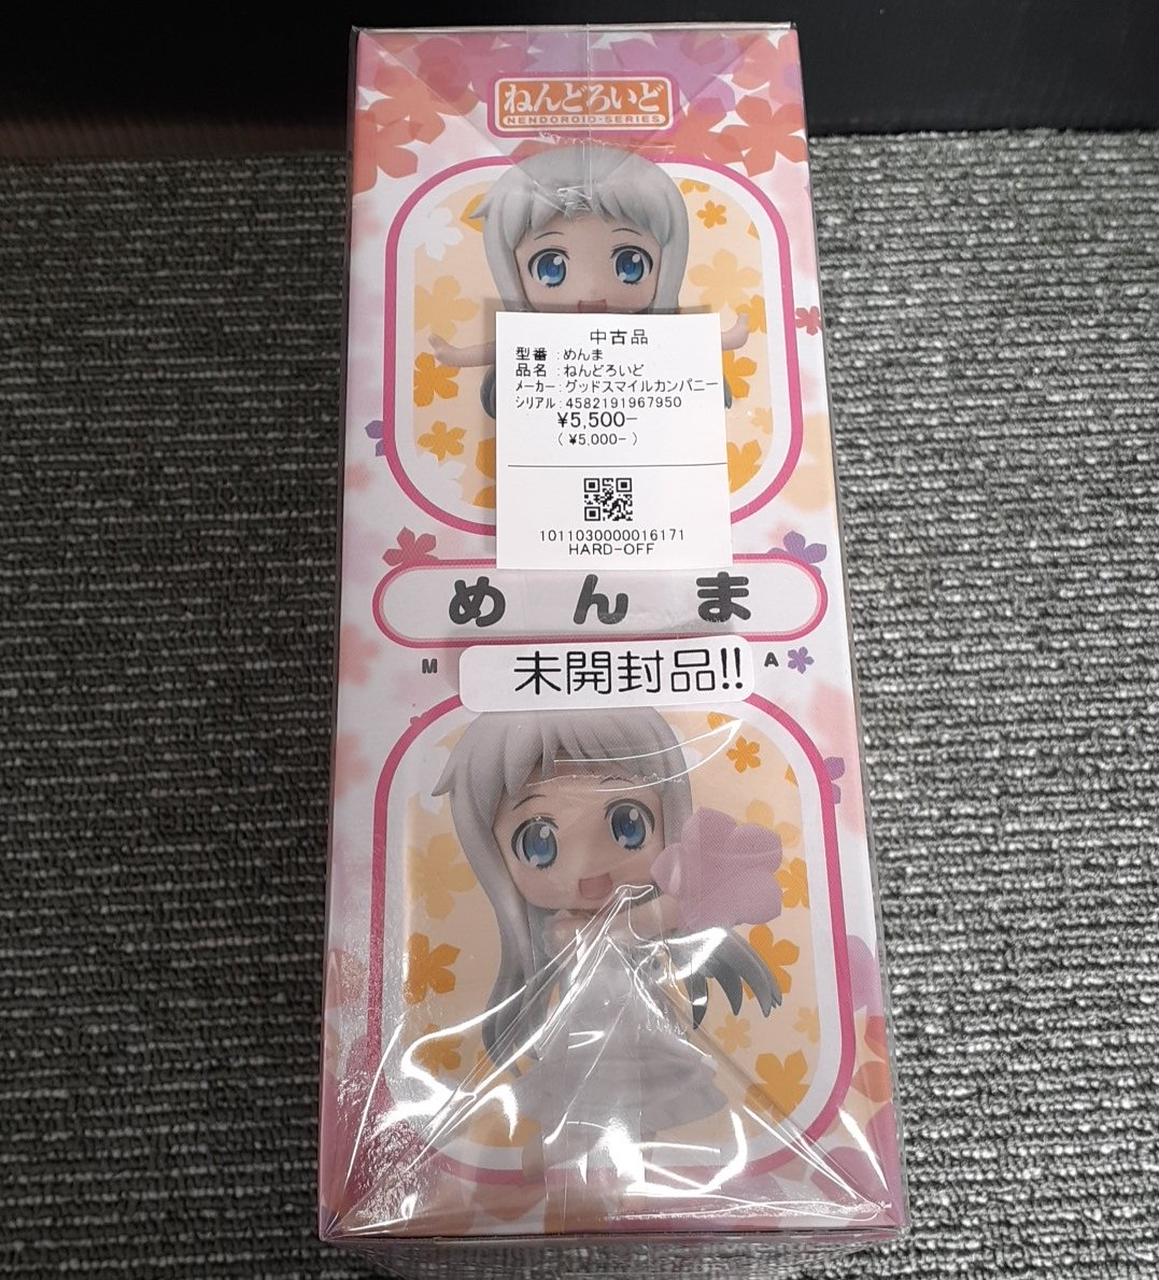 ねんどろいど
NENDOROID-SERIES
中古品
型番 :めんま
品名 :ねんどろいど
メーカー:グッドスマイルカンパニー
シリアル:4582191967950
¥5,500-
( ¥5,000- )
1011030000016171
HARD-OFF
めんま
M A
未開封品!!